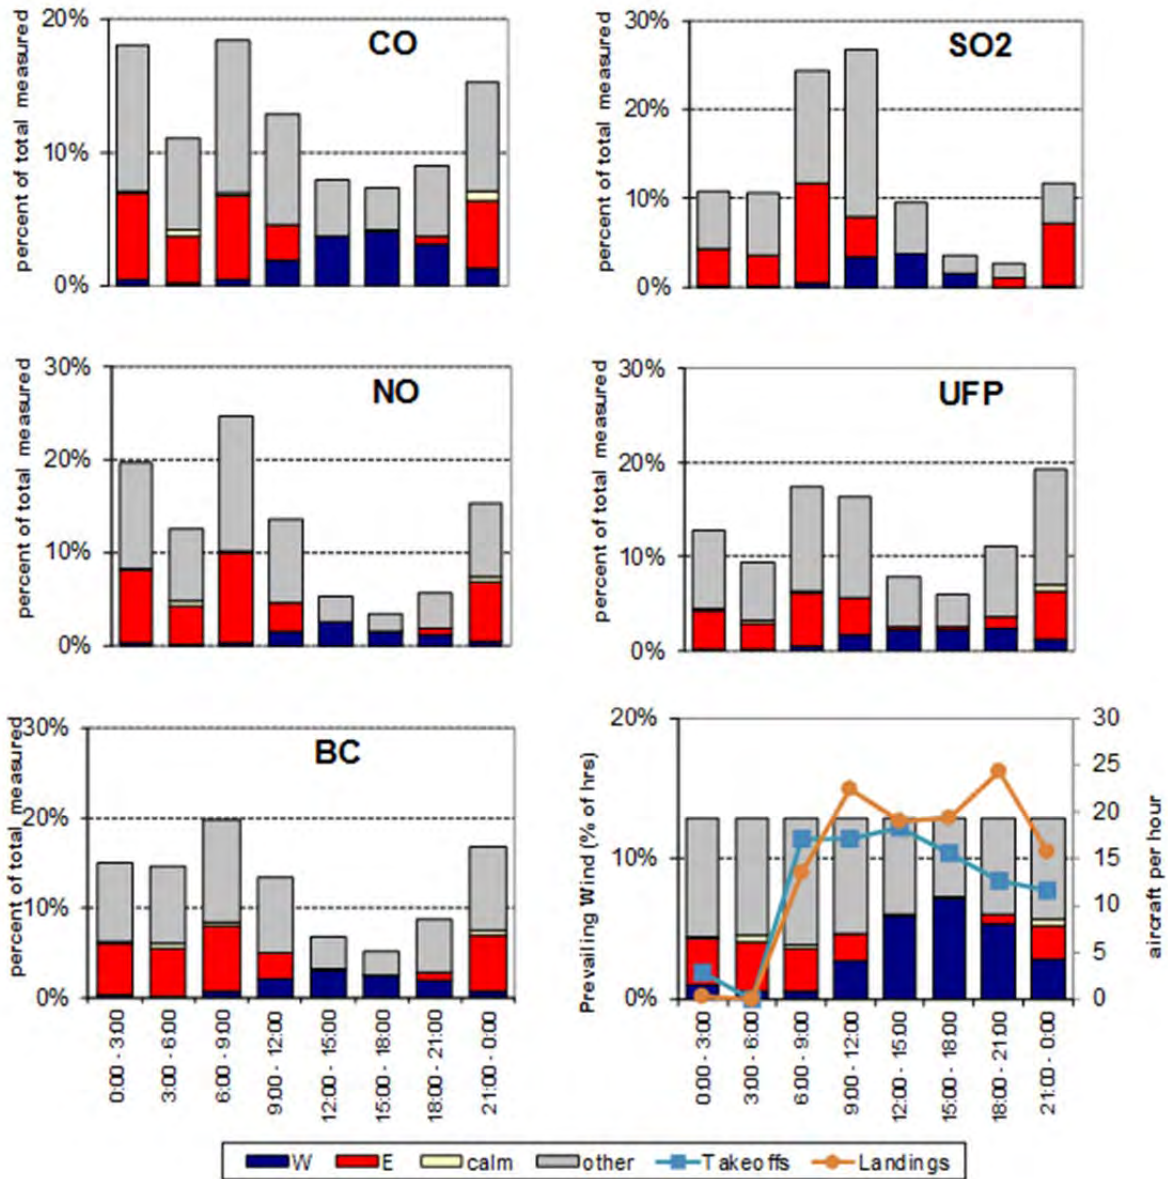 CO
percent of total measured
20%
10%
0%
SO2
percent of total measured
30%
20%
10%
0%
NO
percent of total measured
30%
20%
10%
0%
UFP
percent of total measured
30%
20%
10%
0%
BC
percent of total measured
30%
20%
10%
0%
0:00 - 3:00
3:00 - 6:00
6:00 - 9:00
9:00 - 12:00
12:00 - 15:00
15:00 - 18:00
18:00 - 21:00
21:00 - 0:00
Prevailing Wind (% of hrs)
20%
10%
0%
30
25
20
15
10
5
0
aircraft per hour
0:00 - 3:00
3:00 - 6:00
6:00 - 9:00
9:00 - 12:00
12:00 - 15:00
15:00 - 18:00
18:00 - 21:00
21:00 - 0:00
W E calm other Takeoffs Landings